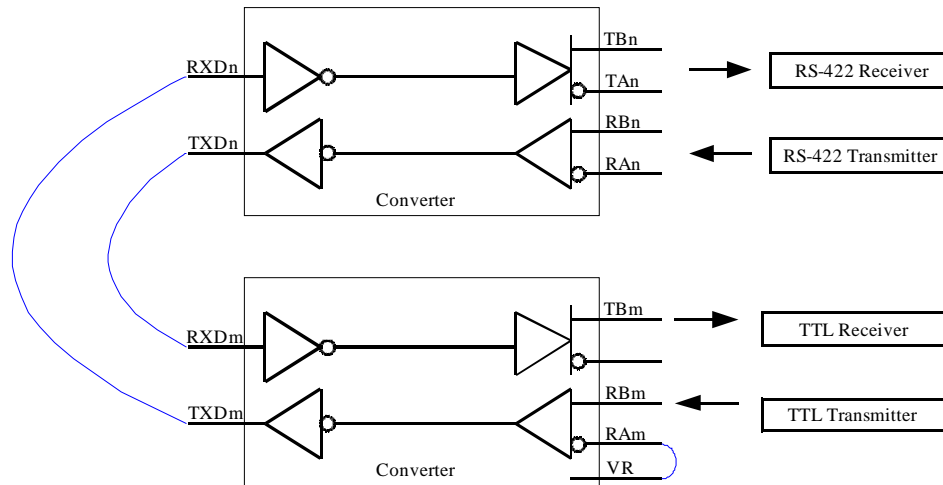 TBn
RXDn
TAn
RS-422 Receiver
RBn
TXDn
RAn
RS-422 Transmitter
Converter
TBm
RXDm
TTL Receiver
RBm
TXDm
TTL Transmitter
RAm
VR
Converter